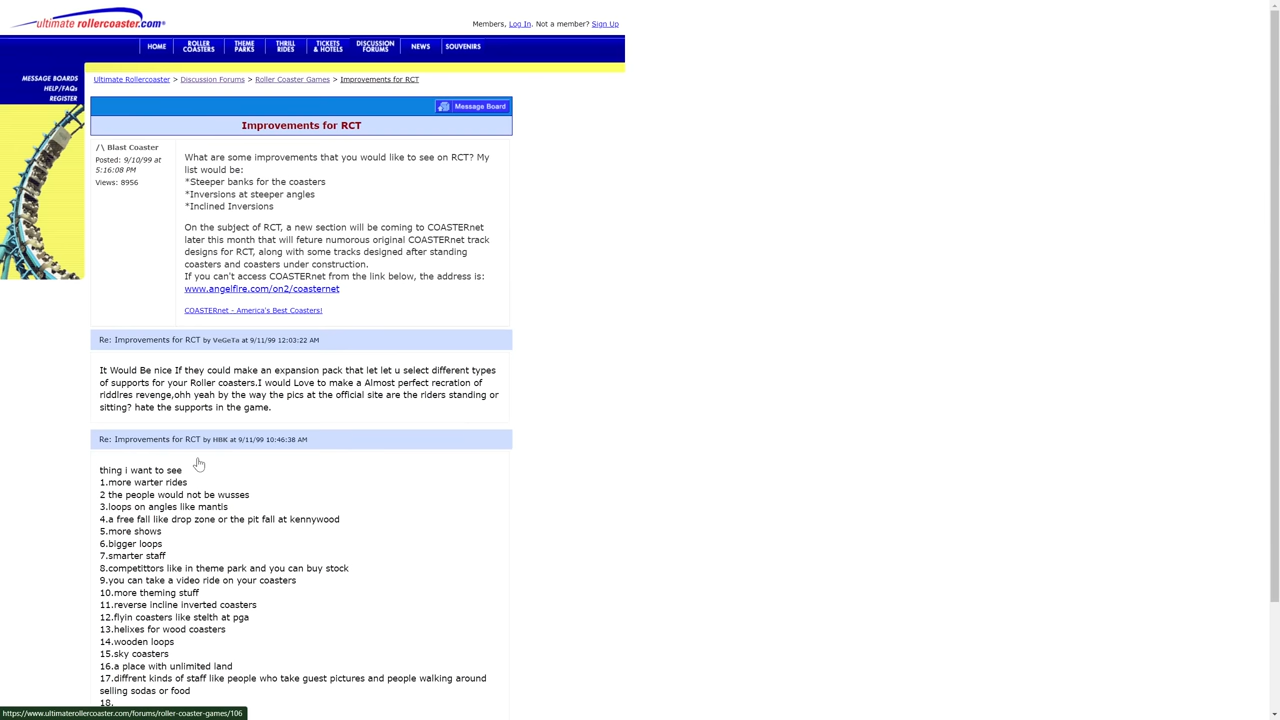 ultimate rollercoaster.com
Members, Log In. Not a member? Sign Up
HOME
ROLLER COASTERS
THEME PARKS
THRILL RIDES
TICKETS & HOTELS
DISCUSSION FORUMS
NEWS
SOUVENIRS
MESSAGE BOARDS
HELP/FAQs
REGISTER
Ultimate Rollercoaster > Discussion Forums > Roller Coaster Games > Improvements for RCT
Message Board
Improvements for RCT
/\ Blast Coaster
Posted: 9/10/99 at
5:16:08 PM
Views: 8956
What are some improvements that you would like to see on RCT? My
list would be:
*Steeper banks for the coasters
*Inversions at steeper angles
*Inclined Inversions
On the subject of RCT, a new section will be coming to COASTERnet
later this month that will feture numorous original COASTERnet track
designs for RCT, along with some tracks designed after standing
coasters and coasters under construction.
If you can't access COASTERnet from the link below, the address is:
www.angelfire.com/on2/coasternet
COASTERnet - America's Best Coasters!
Re: Improvements for RCT by VeGeTa at 9/11/99 12:03:22 AM
It Would Be nice If they could make an expansion pack that let let u select different types
of supports for your Roller coasters.I would Love to make a Almost perfect recration of
riddlres revenge,ohh yeah by the way the pics at the official site are the riders standing or
sitting? hate the supports in the game.
Re: Improvements for RCT by HBK at 9/11/99 10:46:38 AM
thing i want to see
1.more warter rides
2 the people would not be wusses
3.loops on angles like mantis
4.a free fall like drop zone or the pit fall at kennywood
5.more shows
6.bigger loops
7.smarter staff
8.competittors like in theme park and you can buy stock
9.you can take a video ride on your coasters
10.more theming stuff
11.reverse incline inverted coasters
12.flyin coasters like stelth at pga
13.helixes for wood coasters
14.wooden loops
15.sky coasters
16.a place with unlimited land
17.diffrent kinds of staff like people who take guest pictures and people walking around
selling sodas or food
18.
https://www.ultimaterollercoaster.com/forums/roller-coaster-games/106